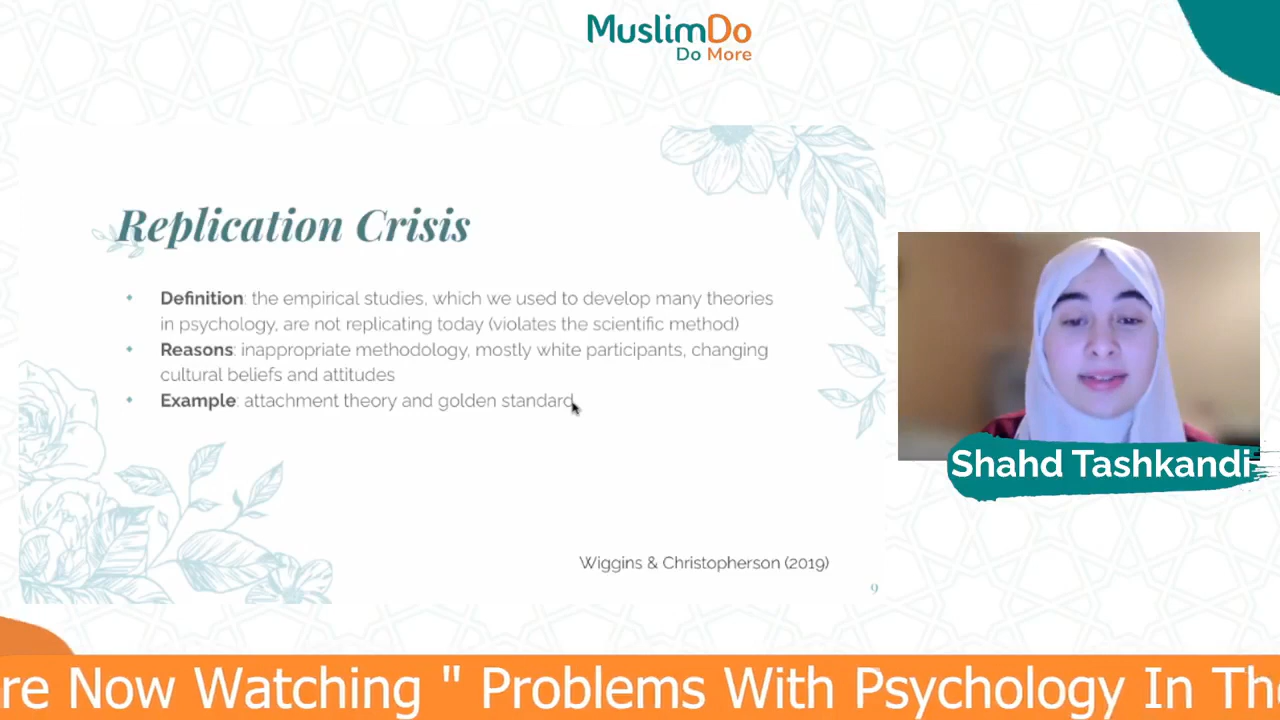 MuslimDo
Do More
Replication Crisis
Definition: the empirical studies, which we used to develop many theories
in psychology, are not replicating today (violates the scientific method)
Reasons: inappropriate methodology, mostly white participants, changing
cultural beliefs and attitudes
Example: attachment theory and golden standard
Wiggins & Christopherson (2019)
9
Shahd Tashkandi
re Now Watching " Problems With Psychology In Th